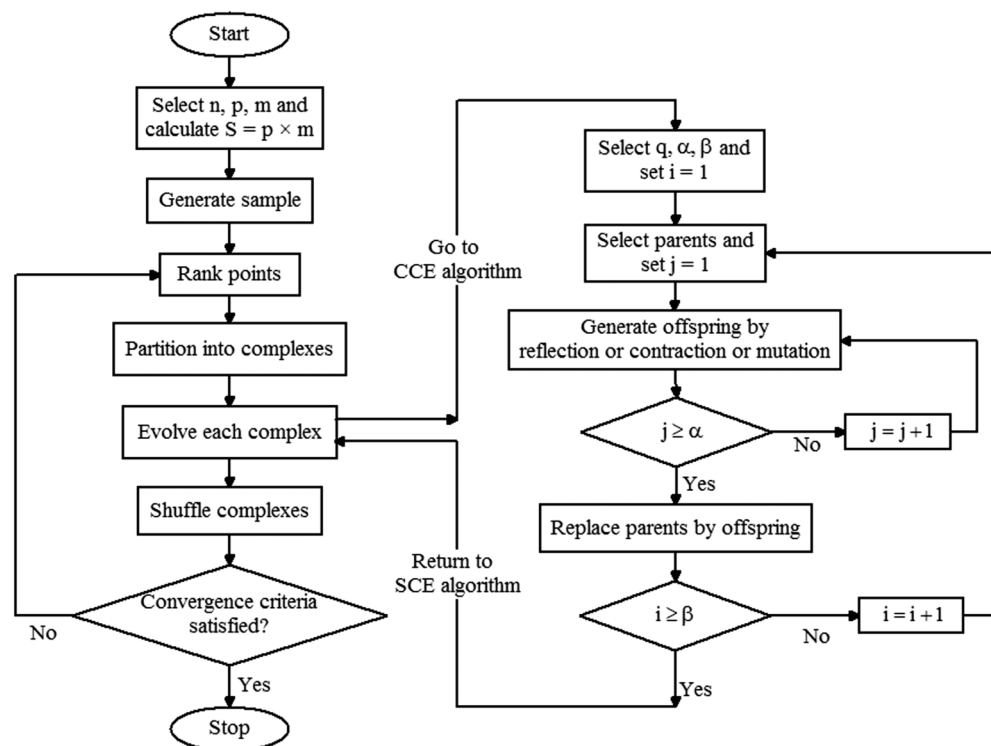 Start
Select n, p, m and
calculate S = p × m
Generate sample
Rank points
Partition into complexes
Evolve each complex
Shuffle complexes
Convergence criteria
satisfied?
No
Yes
Stop
Go to
CCE algorithm
Return to
SCE algorithm
Select q, α, β and
set i = 1
Select parents and
set j = 1
Generate offspring by
reflection or contraction or mutation
j ≥ α
No
j = j +1
Yes
Replace parents by offspring
i ≥ β
No
i = i +1
Yes